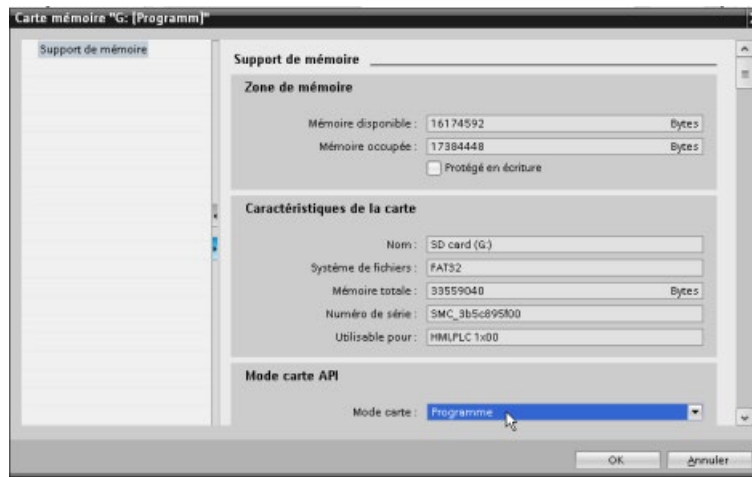 Carte mémoire "G: [Programm]"
Support de mémoire
Support de mémoire
Zone de mémoire
Mémoire disponible : 16174592 Bytes
Mémoire occupée : 17384448 Bytes
Protégé en écriture
Caractéristiques de la carte
Nom : SD card (G:)
Système de fichiers : FAT32
Mémoire totale : 33559040 Bytes
Numéro de série :
Utilisable pour : HMI,PLC 1x00
Mode carte API
Mode carte : Programme
OK Annuler